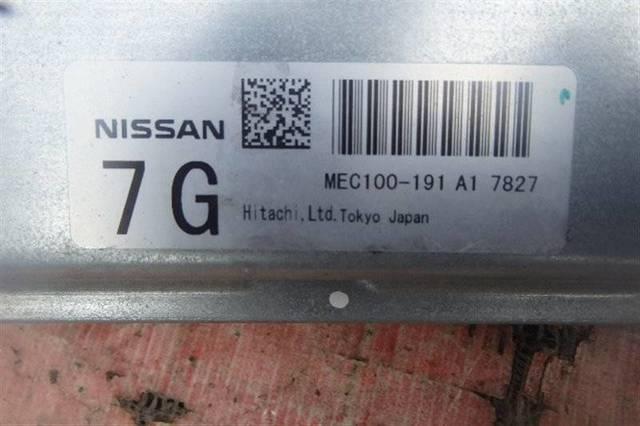 NISSAN
7G
MEC100-191 A1 7827
Hitachi,Ltd.Tokyo Japan